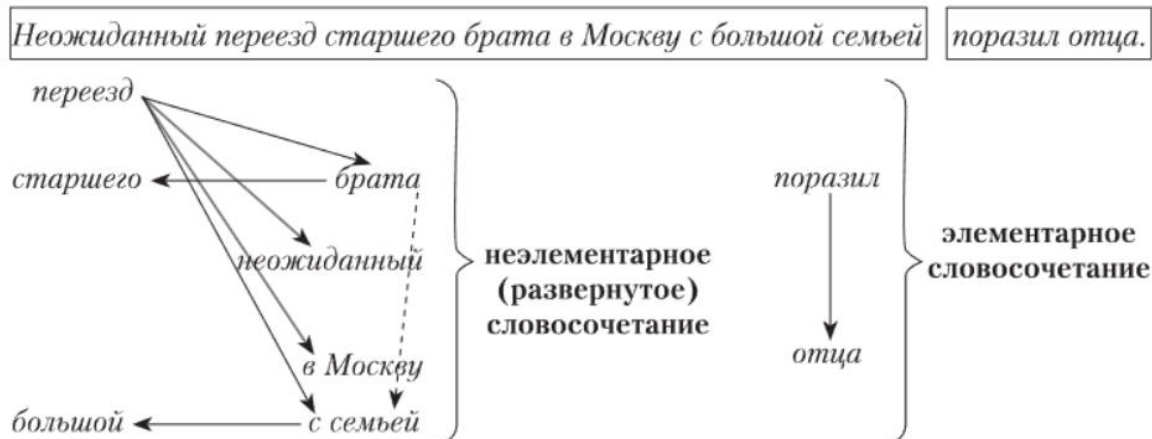 Неожиданный переезд старшего брата в Москву с большой семьей поразил отца.
переезд
старшего брата
поразил
неожиданный
неэлементарное
(развернутое)
словосочетание
элементарное
словосочетание
в Москву
отца
большой с семьей